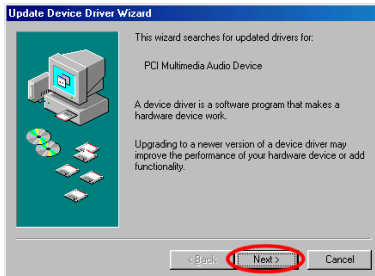 Update Device Driver Wizard
This wizard searches for updated drivers for:
PCI Multimedia Audio Device
A device driver is a software program that makes a
hardware device work.
Upgrading to a newer version of a device driver may
improve the performance of your hardware device or add
functionality.
< Back Next > Cancel